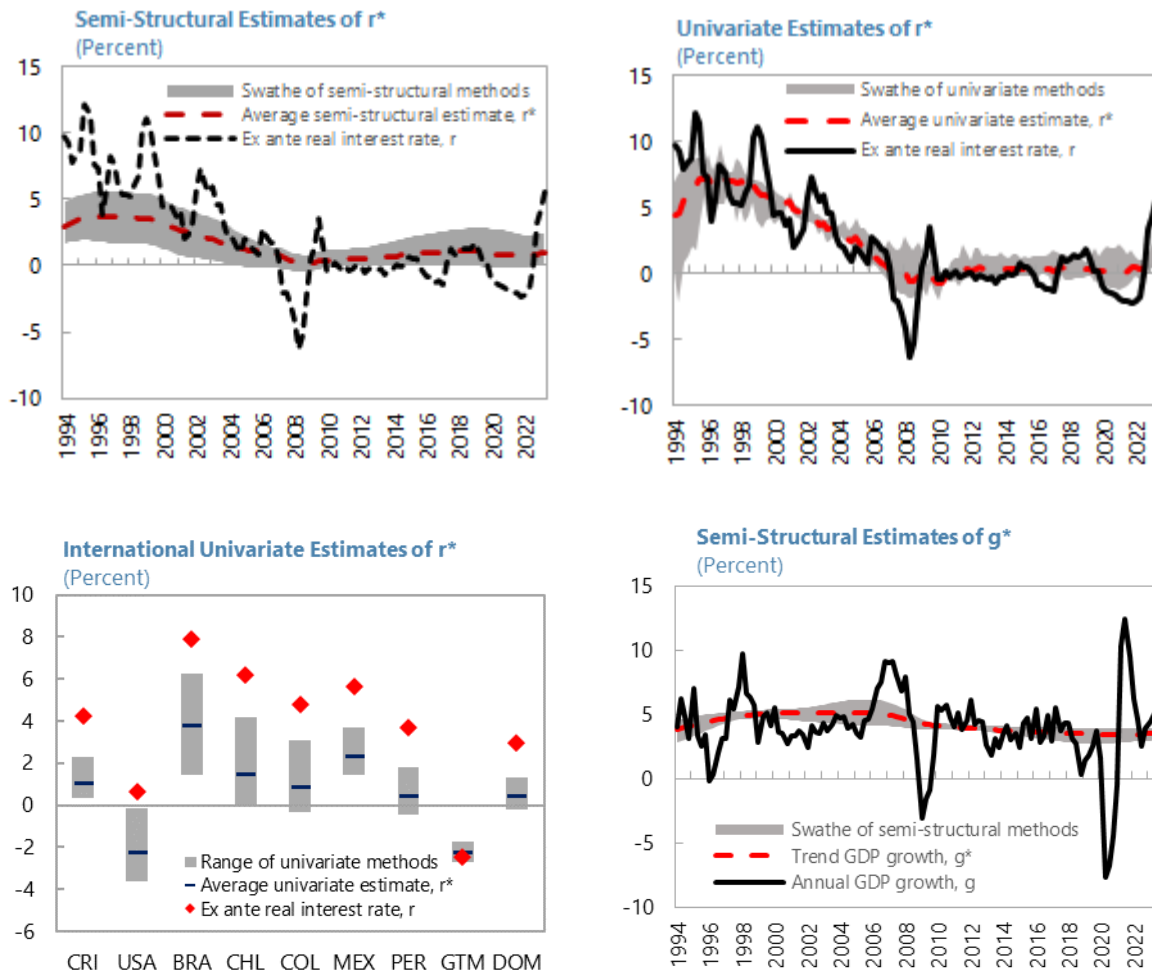 Semi-Structural Estimates of r*
(Percent)
15
10
5
0
-5
-10
Swathe of semi-structural methods
Average semi-structural estimate, r*
Ex ante real interest rate, r
1994 1996 1998 2000 2002 2004 2006 2008 2010 2012 2014 2016 2018 2020 2022
Univariate Estimates of r*
(Percent)
15
10
5
0
-5
-10
Swathe of univariate methods
Average univariate estimate, r*
Ex ante real interest rate, r
1994 1996 1998 2000 2002 2004 2006 2008 2010 2012 2014 2016 2018 2020 2022
International Univariate Estimates of r*
(Percent)
10
8
6
4
2
0
-2
-4
-6
Range of univariate methods
Average univariate estimate, r*
Ex ante real interest rate, r
CRI USA BRA CHL COL MEX PER GTM DOM
Semi-Structural Estimates of g*
(Percent)
15
10
5
0
-5
-10
Swathe of semi-structural methods
Trend GDP growth, g*
Annual GDP growth, g
1994 1996 1998 2000 2002 2004 2006 2008 2010 2012 2014 2016 2018 2020 2022